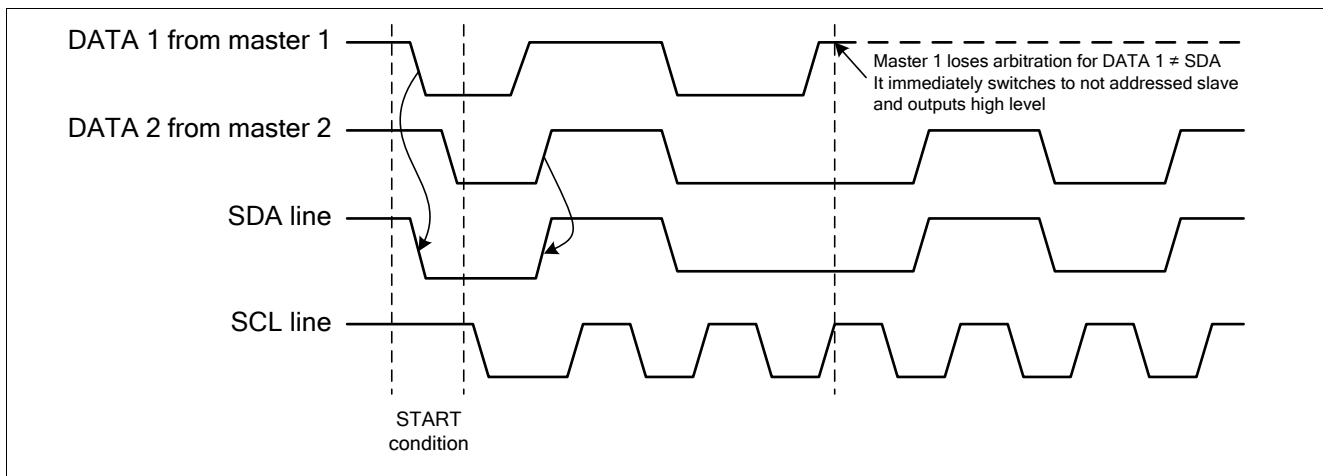 DATA 1 from master 1
Master 1 loses arbitration for DATA 1 ≠ SDA
It immediately switches to not addressed slave
and outputs high level
DATA 2 from master 2
SDA line
SCL line
START
condition